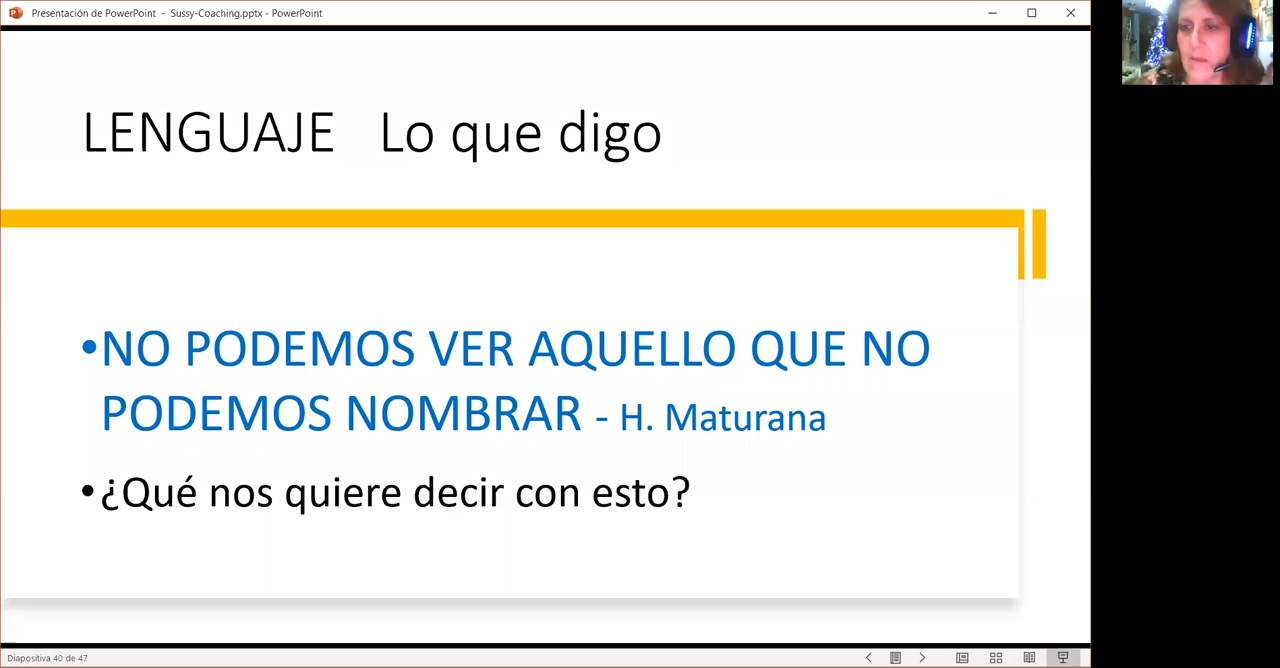 Presentación de PowerPoint - Sussy-Coaching.pptx - PowerPoint
LENGUAJE Lo que digo
•NO PODEMOS VER AQUELLO QUE NO
PODEMOS NOMBRAR - H. Maturana
•¿Qué nos quiere decir con esto?
Diapositiva 40 de 47